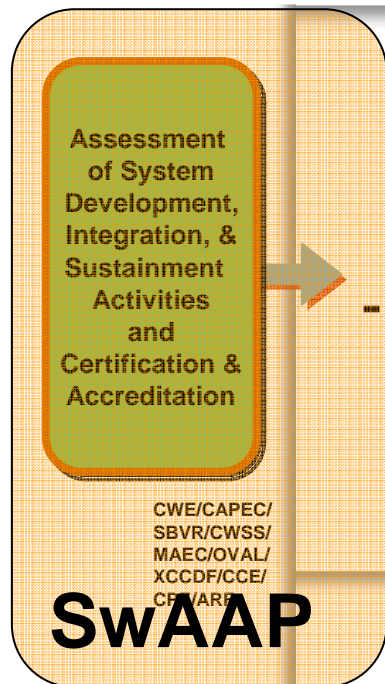 Assessment
of System
Development,
Integration, &
Sustainment
Activities
and
Certification &
Accreditation
CWE/CAPEC/
SBVR/CWSS/
MAEC/OVAL/
XCCDF/CCE/
SwAAP